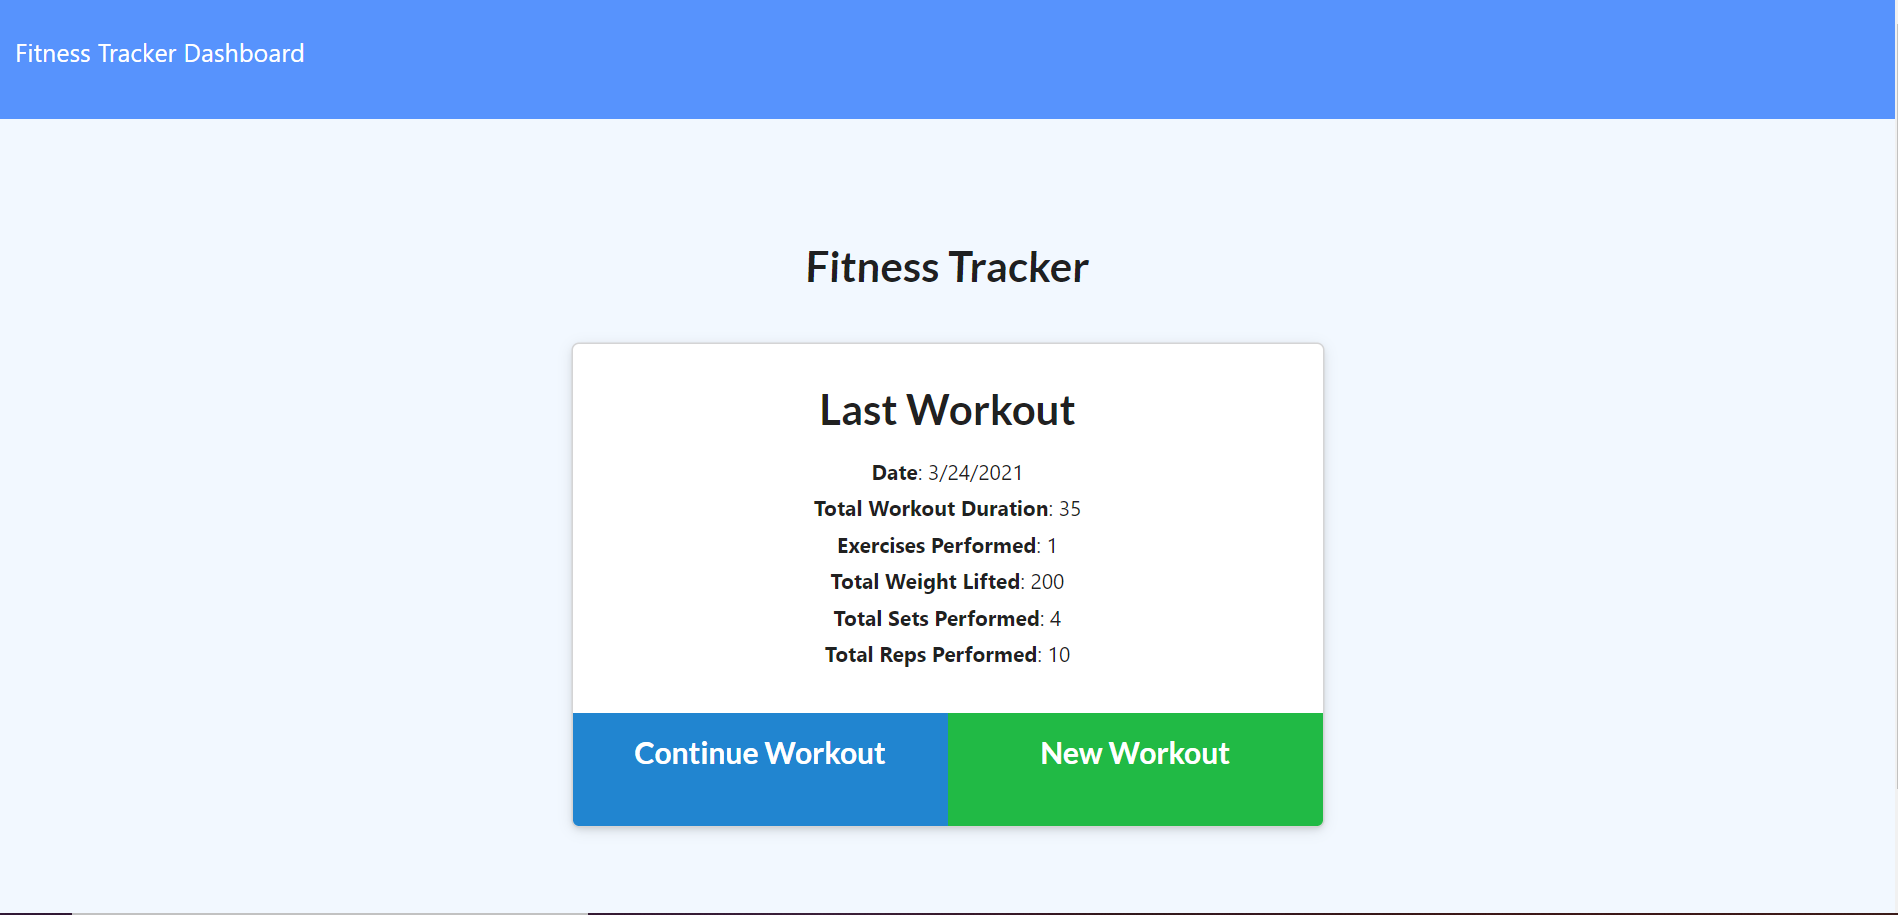 Fitness Tracker Dashboard
Fitness Tracker
Last Workout
Date: 3/24/2021
Total Workout Duration: 35
Exercises Performed: 1
Total Weight Lifted: 200
Total Sets Performed: 4
Total Reps Performed: 10
Continue Workout
New Workout